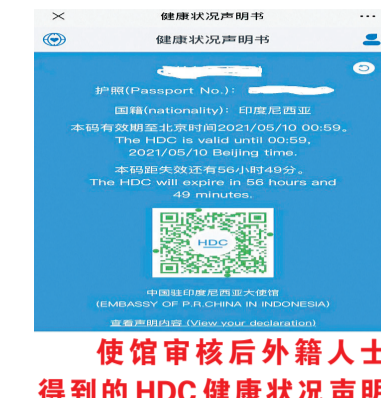 健康状况声明书
健康状况声明书
护照(Passport No.):
国籍(nationality): 印度尼西亚
本码有效期至北京时间2021/05/10 00:59。
The HDC is valid until 00:59,
2021/05/10 Beijing time.
本码距失效还有56小时49分。
The HDC will expire in 56 hours and
49 minutes.
HDC
中国驻印度尼西亚大使馆
(EMBASSY OF P.R.CHINA IN INDONESIA)
查看声明内容 (View your declaration)
使馆审核后外籍人士
得到的HDC健康状况声明